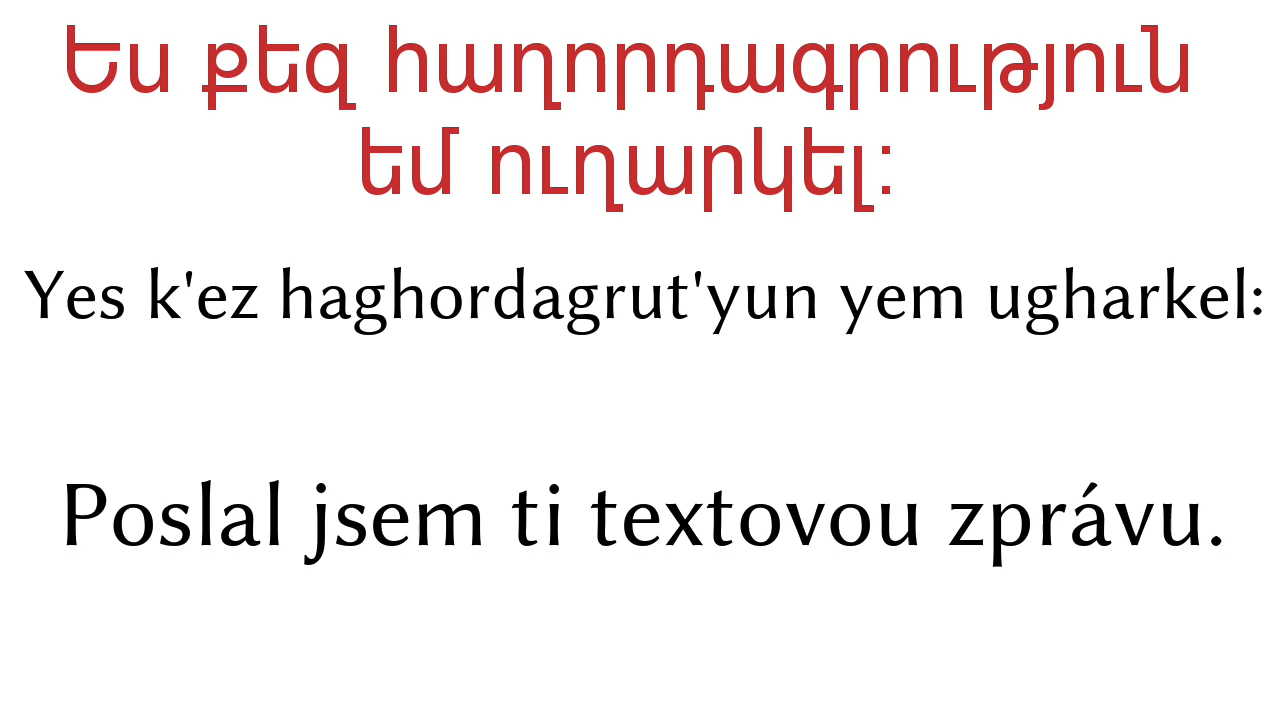 Ես քեզ հաղորդագրություն
եմ ուղարկել:
Yes k'ez haghordagrut'yun yem ugharkel:
Poslal jsem ti textovou zprávu.